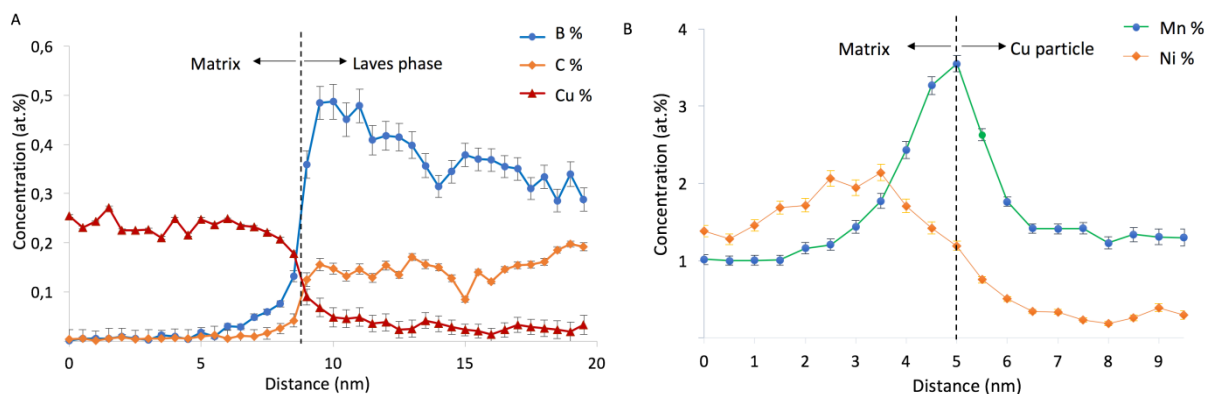 A
Concentration (at.%)
0,6
0,5
0,4
0,3
0,2
0,1
0 5 10 15 20
Distance (nm)
Matrix
Laves phase
B %
C %
Cu %
B
Concentration (at.%)
4
3
2
1
0 1 2 3 4 5 6 7 8 9
Distance (nm)
Matrix
Cu particle
Mn %
Ni %